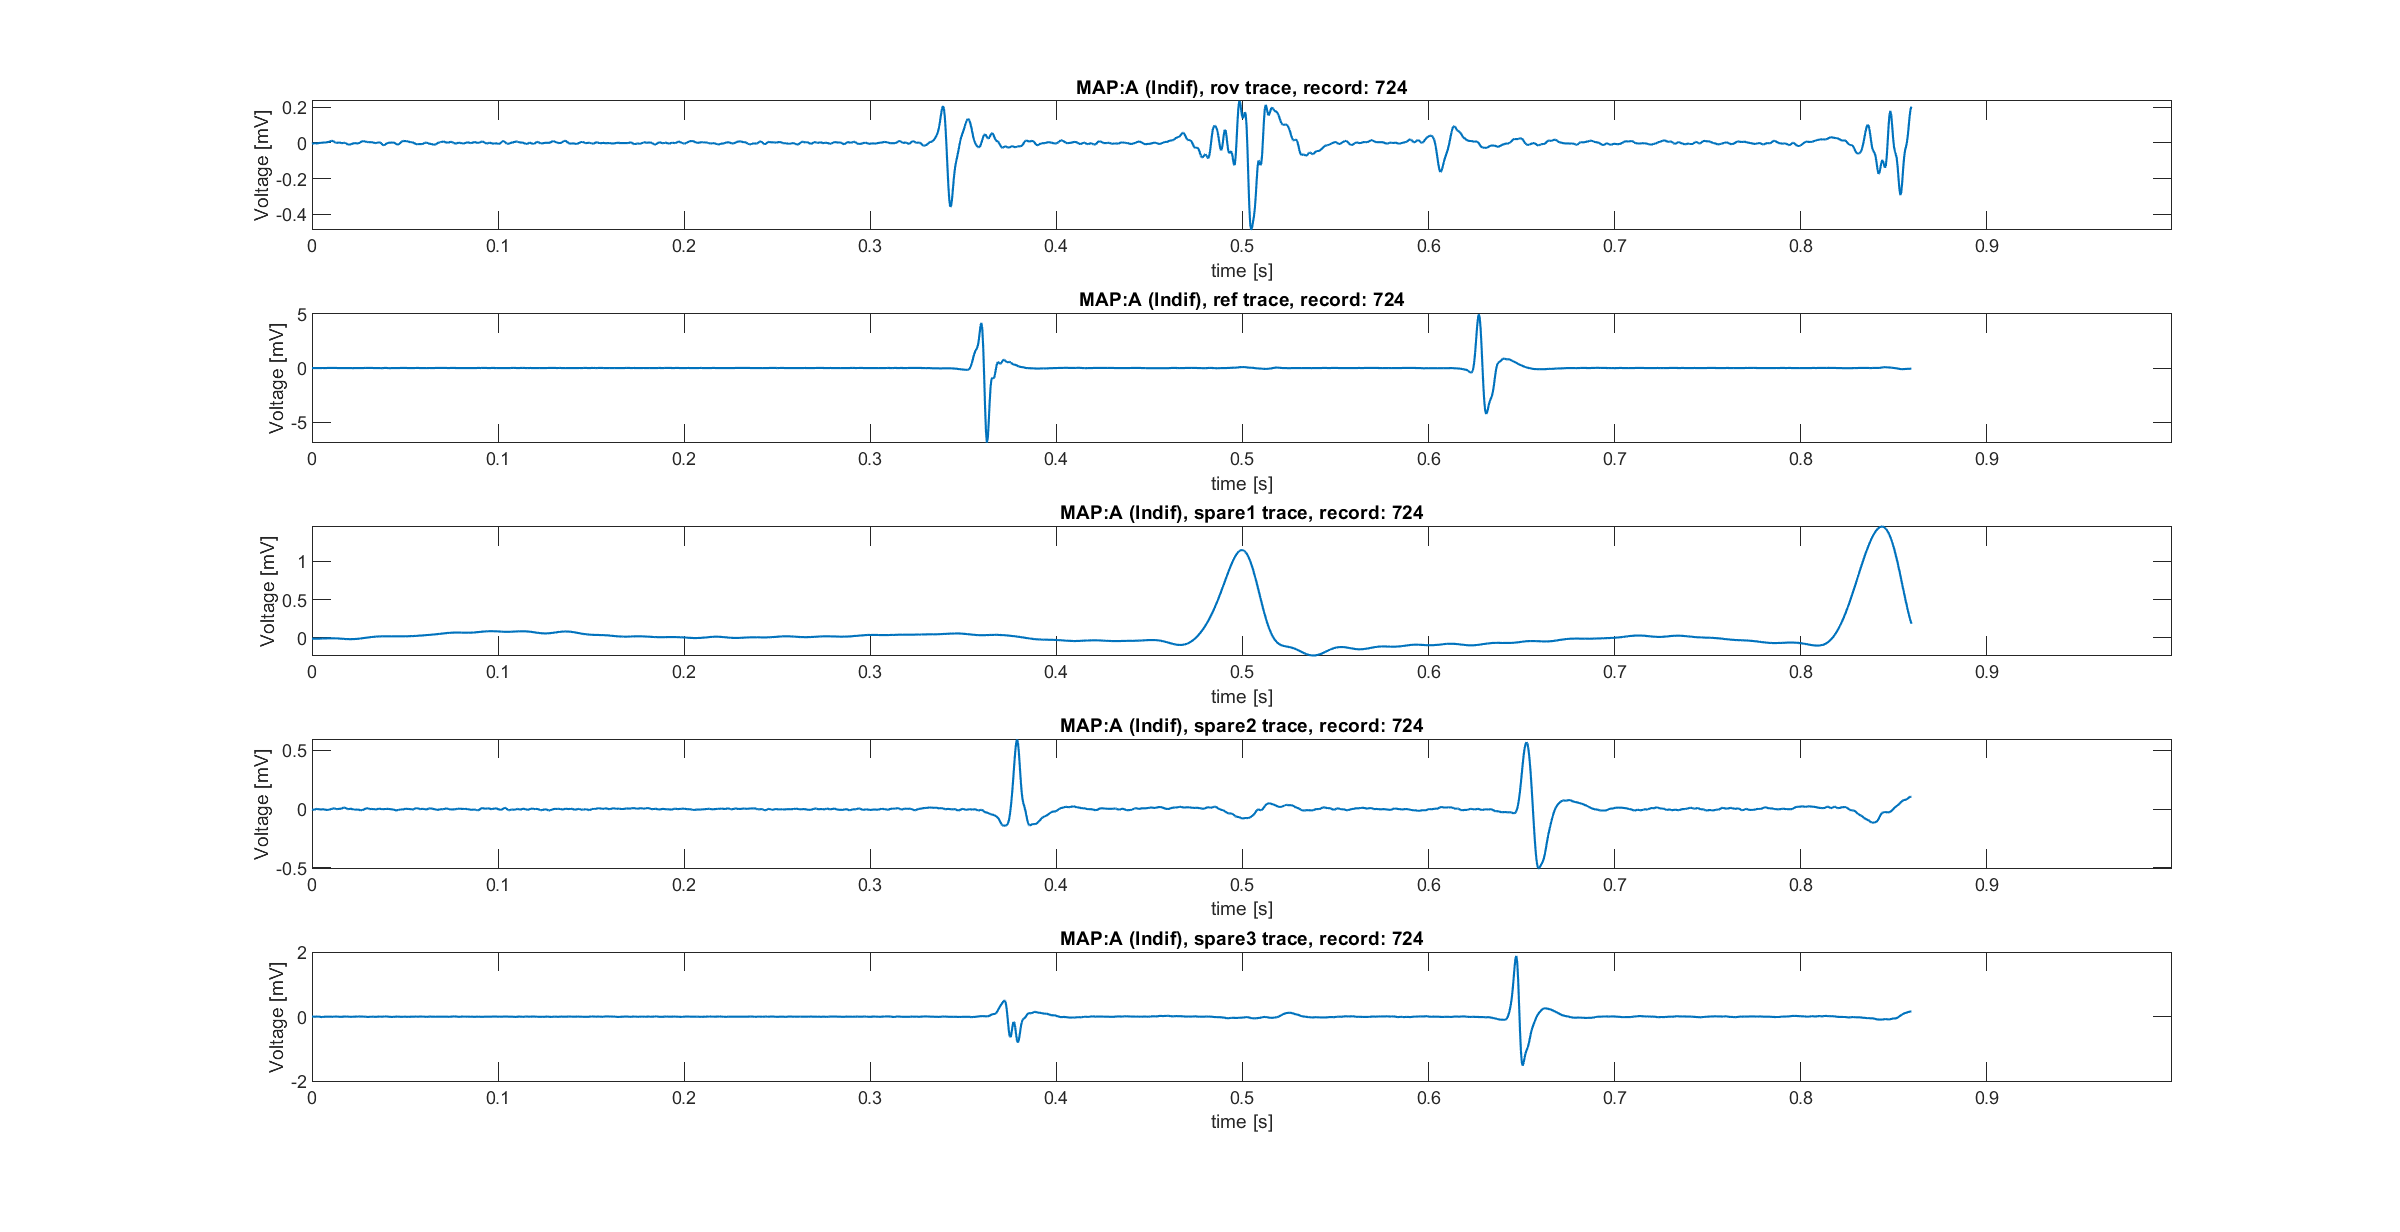 MAP:A (Indif), rov trace, record: 724
Voltage [mV]
0.2
0
-0.2
-0.4
0 0.1 0.2 0.3 0.4 0.5 0.6 0.7 0.8 0.9
time [s]
MAP:A (Indif), ref trace, record: 724
Voltage [mV]
5
0
-5
0 0.1 0.2 0.3 0.4 0.5 0.6 0.7 0.8 0.9
time [s]
MAP:A (Indif), spare1 trace, record: 724
Voltage [mV]
1
0.5
0
0 0.1 0.2 0.3 0.4 0.5 0.6 0.7 0.8 0.9
time [s]
MAP:A (Indif), spare2 trace, record: 724
Voltage [mV]
0.5
0
-0.5
0 0.1 0.2 0.3 0.4 0.5 0.6 0.7 0.8 0.9
time [s]
MAP:A (Indif), spare3 trace, record: 724
Voltage [mV]
2
0
-2
0 0.1 0.2 0.3 0.4 0.5 0.6 0.7 0.8 0.9
time [s]